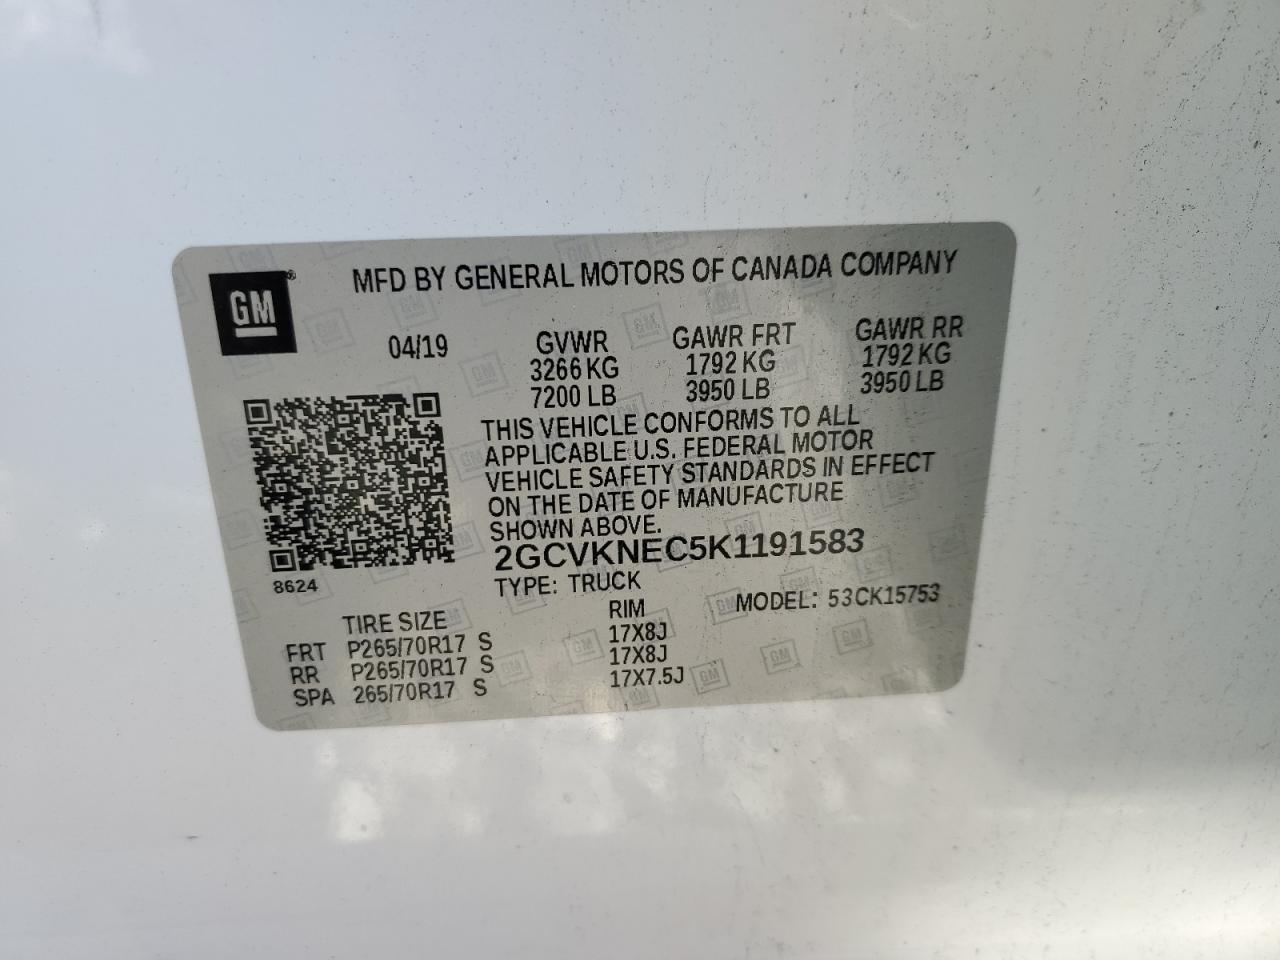 GM®
MFD BY GENERAL MOTORS OF CANADA COMPANY
04/19 GVWR GAWR FRT GAWR RR
3266 KG 1792 KG 1792 KG
7200 LB 3950 LB 3950 LB
THIS VEHICLE CONFORMS TO ALL
APPLICABLE U.S. FEDERAL MOTOR
VEHICLE SAFETY STANDARDS IN EFFECT
ON THE DATE OF MANUFACTURE
SHOWN ABOVE.
2GCVKNEC5K1191583
8624
TYPE: TRUCK
MODEL: 53CK15753
TIRE SIZE RIM
FRT P265/70R17 S 17X8J
RR P265/70R17 S 17X8J
SPA 265/70R17 S 17X7.5J